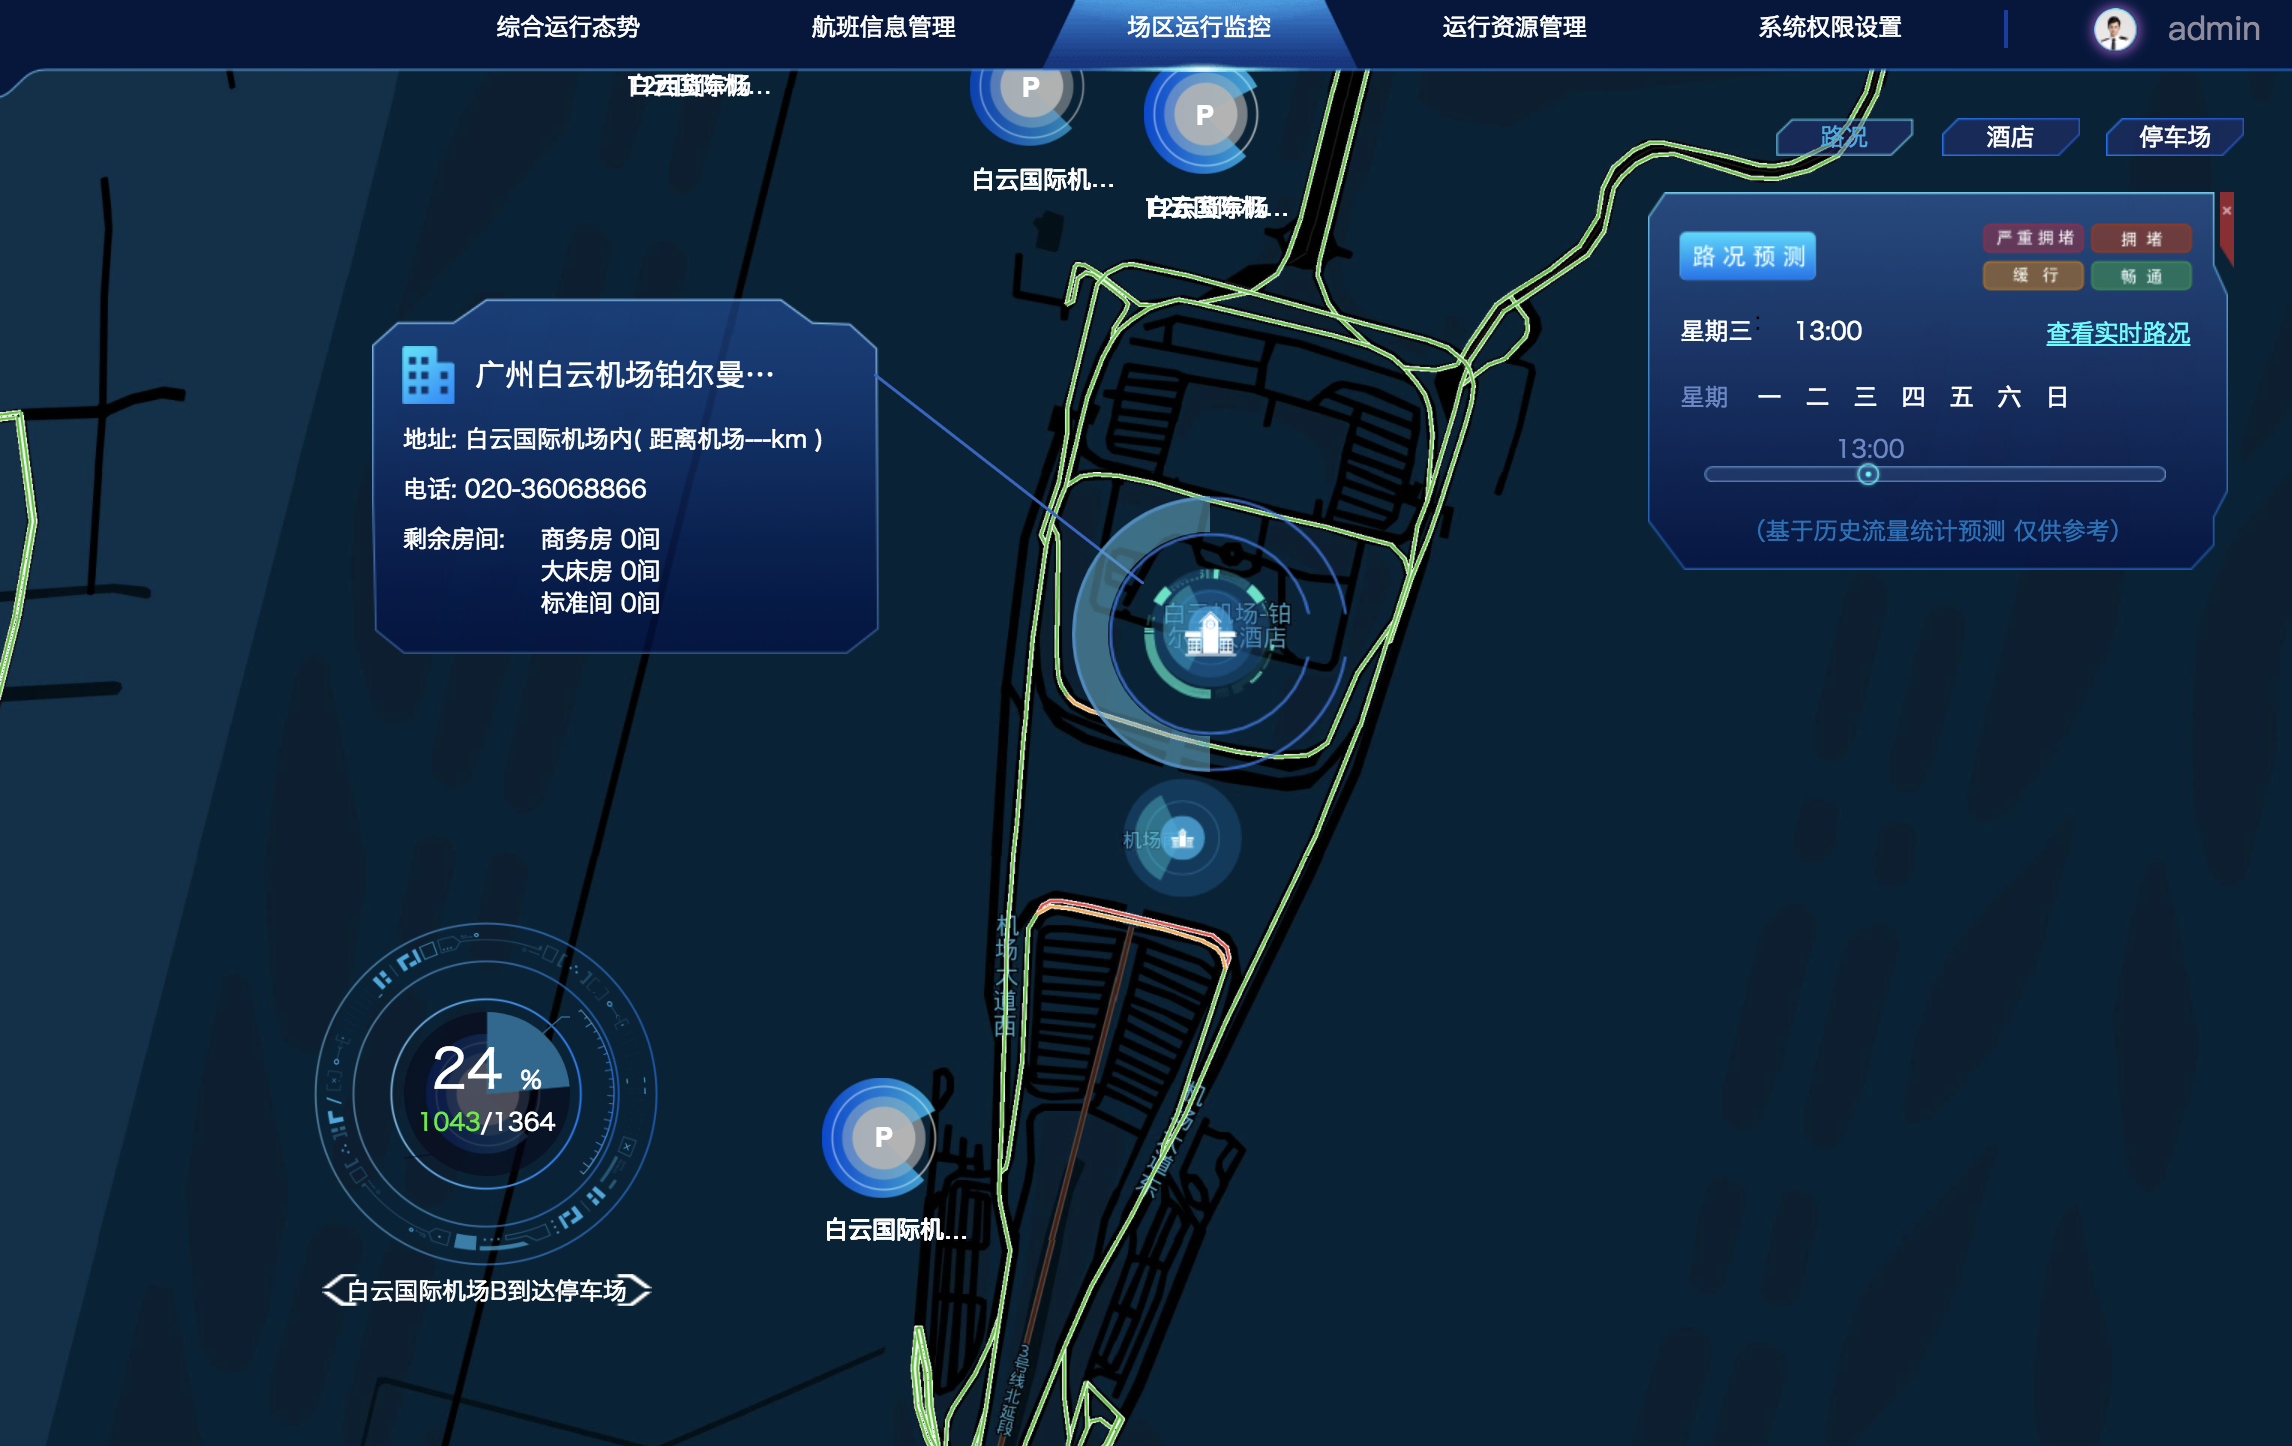 综合运行态势
航班信息管理
场区运行监控
运行资源管理
系统权限设置
admin
P
白云国际机...
P
路况
酒店
停车场
路况预测
严重拥堵
拥堵
缓行
畅通
星期三 : 13:00
查看实时路况
星期 一 二 三 四 五 六 日
13:00
(基于历史流量统计预测 仅供参考)
广州白云机场铂尔曼…
地址: 白云国际机场内( 距离机场---km )
电话: 020-36068866
剩余房间: 商务房 0间
大床房 0间
标准间 0间
白云机场-铂
酒店
机场
机场大道西
机场大道东
24 %
1043/1364
白云国际机场B到达停车场
P
白云国际机...
3号线北延段